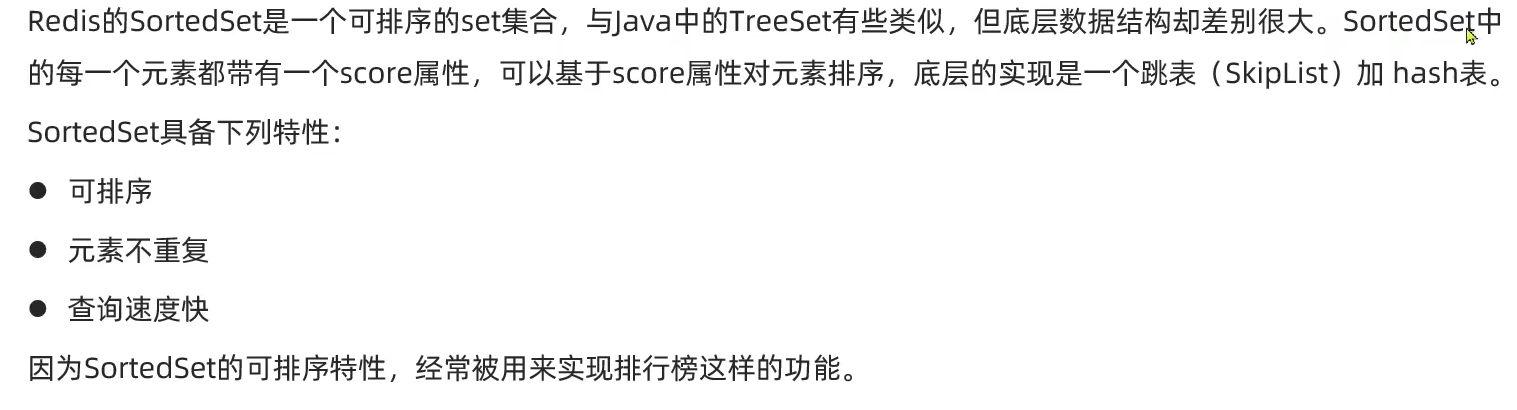 Redis的SortedSet是一个可排序的set集合，与Java中的TreeSet有些类似，但底层数据结构却差别很大。SortedSet中
的每一个元素都带有一个score属性，可以基于score属性对元素排序，底层的实现是一个跳表（SkipList）加 hash表。
SortedSet具备下列特性：
● 可排序
● 元素不重复
● 查询速度快
因为SortedSet的可排序特性，经常被用来实现排行榜这样的功能。